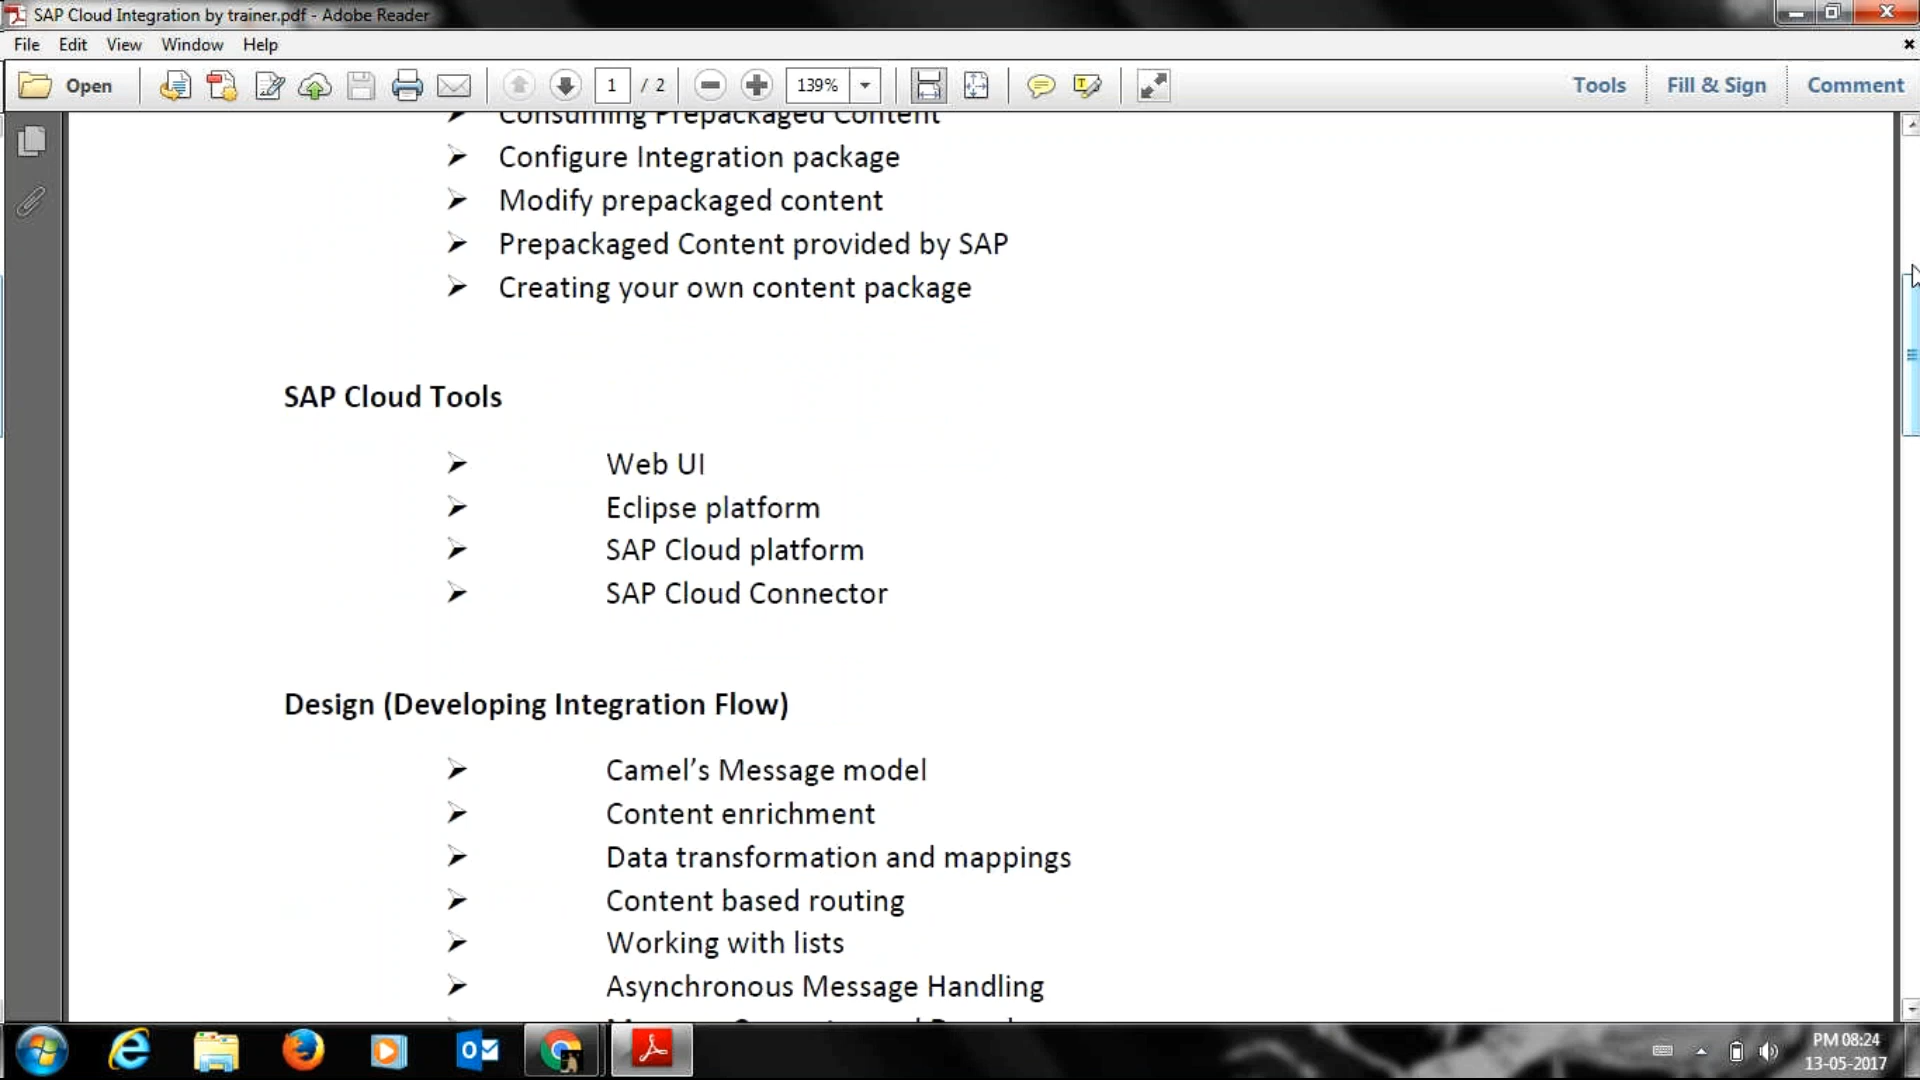 SAP Cloud Integration by trainer.pdf - Adobe Reader
File Edit View Window Help
Open 1 / 2 139% Tools Fill & Sign Comment
Consuming Prepackaged Content
Configure Integration package
Modify prepackaged content
Prepackaged Content provided by SAP
Creating your own content package
SAP Cloud Tools
Web UI
Eclipse platform
SAP Cloud platform
SAP Cloud Connector
Design (Developing Integration Flow)
Camel’s Message model
Content enrichment
Data transformation and mappings
Content based routing
Working with lists
Asynchronous Message Handling
PM 08:24
13-05-2017